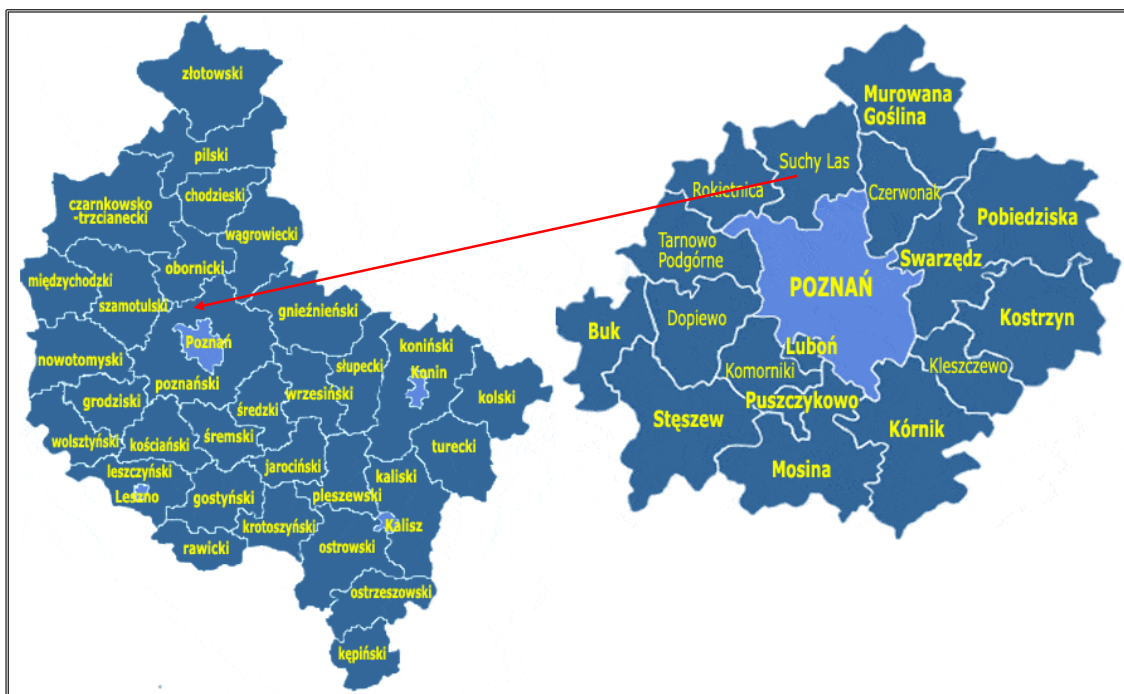 złotowski
pilski
chodzieski
czarnkowsko
-trzcianecki
wągrowiecki
obornicki
międzychodzki
szamotulski
gnieźnieński
Poznań
nowotomyski
koniński
słupecki
Konin
poznański
grodziski
wrzesiński
kolski
średzki
wolsztyński
kościański
śremski
turecki
leszczyński
jarociński
kaliski
Leszno
gostyński
pleszewski
krotoszyński
Kalisz
rawicki
ostrowski
ostrzeszowski
kępiński
Murowana
Goślina
Suchy Las
Rokietnica
Czerwonak
Pobiedziska
Tarnowo
Podgórne
Swarzędz
POZNAŃ
Buk
Dopiewo
Kostrzyn
Luboń
Komorniki
Kleszczewo
Puszczykowo
Stęszew
Kórnik
Mosina